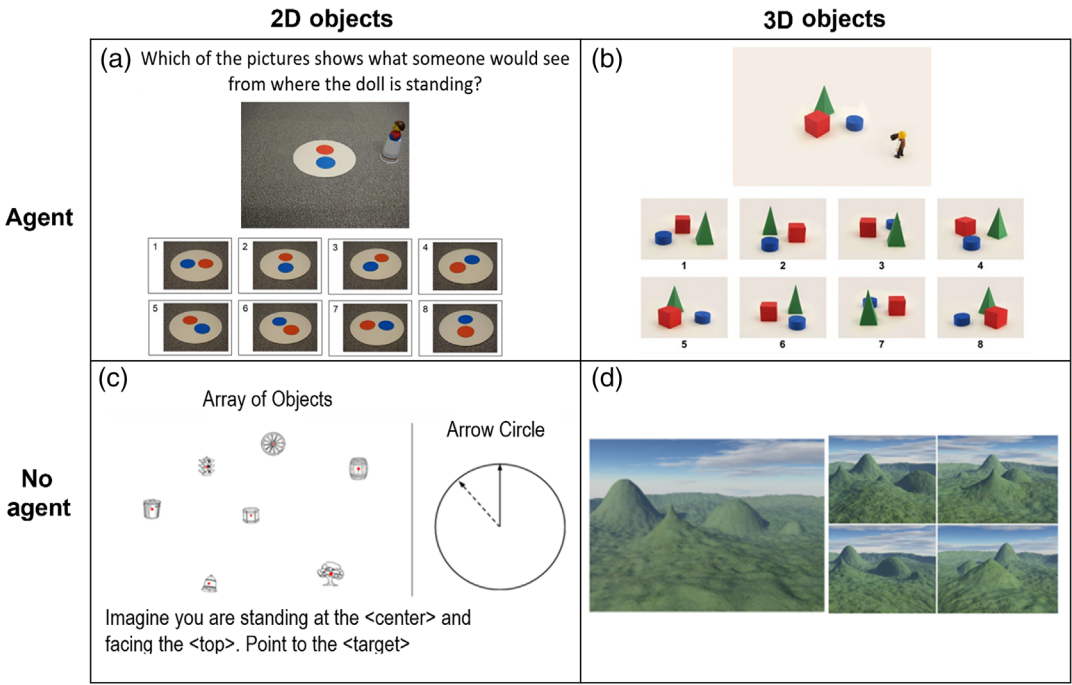 2D objects
3D objects
Agent
(a)
Which of the pictures shows what someone would see
from where the doll is standing?
1
2
3
4
5
6
7
8
(b)
1
2
3
4
5
6
7
8
No
agent
(c)
Array of Objects
Arrow Circle
Imagine you are standing at the <center> and
facing the <top>. Point to the <target>
(d)